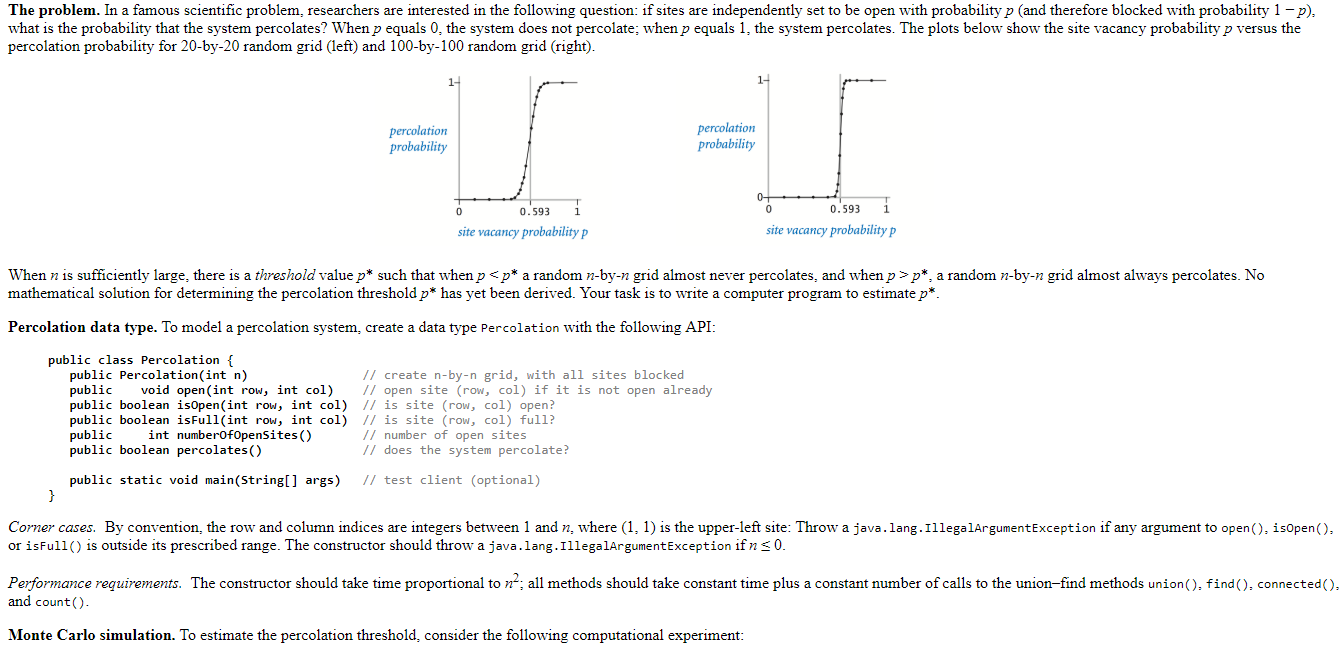 The problem. In a famous scientific problem, researchers are interested in the following question: if sites are independently set to be open with probability p (and therefore blocked with probability 1 − p),
what is the probability that the system percolates? When p equals 0, the system does not percolate; when p equals 1, the system percolates. The plots below show the site vacancy probability p versus the
percolation probability for 20-by-20 random grid (left) and 100-by-100 random grid (right).
1
percolation
probability
0 0.593 1
site vacancy probability p
1
percolation
probability
0
0 0.593 1
site vacancy probability p
When n is sufficiently large, there is a threshold value p* such that when p < p* a random n-by-n grid almost never percolates, and when p > p*, a random n-by-n grid almost always percolates. No
mathematical solution for determining the percolation threshold p* has yet been derived. Your task is to write a computer program to estimate p*.
Percolation data type. To model a percolation system, create a data type Percolation with the following API:
public class Percolation {
public Percolation(int n) // create n-by-n grid, with all sites blocked
public void open(int row, int col) // open site (row, col) if it is not open already
public boolean isOpen(int row, int col) // is site (row, col) open?
public boolean isFull(int row, int col) // is site (row, col) full?
public int numberOfOpenSites() // number of open sites
public boolean percolates() // does the system percolate?
public static void main(String[] args) // test client (optional)
}
Corner cases. By convention, the row and column indices are integers between 1 and n, where (1, 1) is the upper-left site: Throw a java.lang.IllegalArgumentException if any argument to open(), isOpen(),
or isFull() is outside its prescribed range. The constructor should throw a java.lang.IllegalArgumentException if n ≤ 0.
Performance requirements. The constructor should take time proportional to n²; all methods should take constant time plus a constant number of calls to the union–find methods union(), find(), connected(),
and count().
Monte Carlo simulation. To estimate the percolation threshold, consider the following computational experiment: